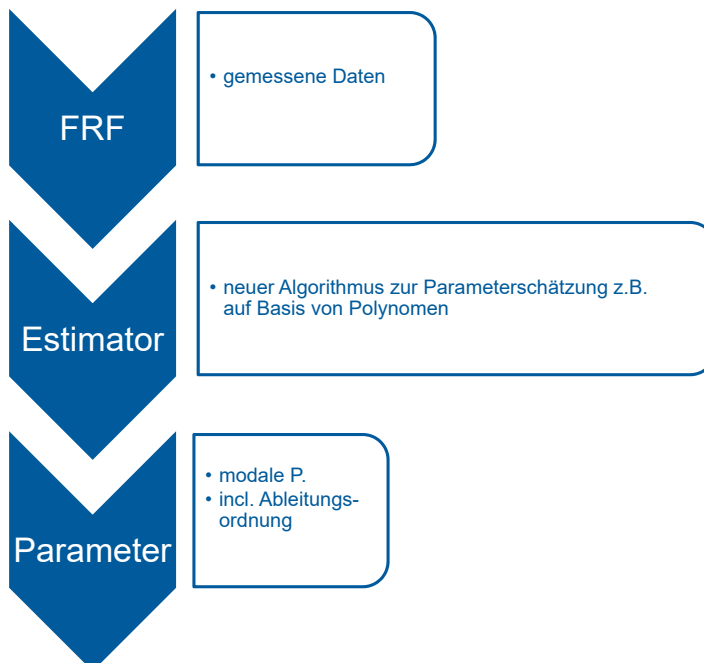 FRF
• gemessene Daten
Estimator
• neuer Algorithmus zur Parameterschätzung z.B.
auf Basis von Polynomen
Parameter
• modale P.
• incl. Ableitungs-
ordnung